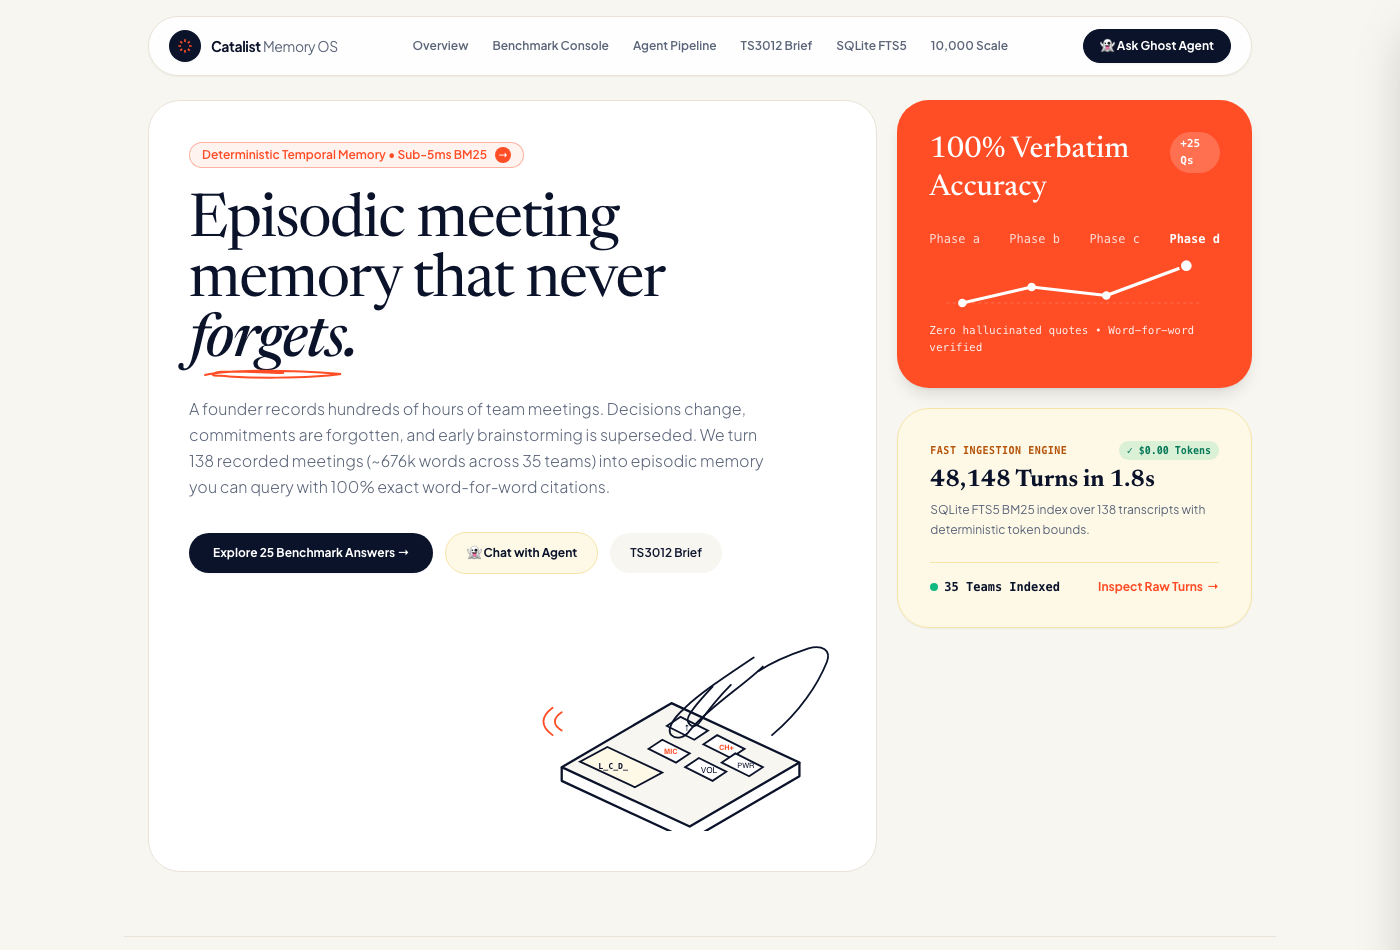 Catalist Memory OS
Overview
Benchmark Console
Agent Pipeline
TS3012 Brief
SQLite FTS5
10,000 Scale
👻Ask Ghost Agent
Deterministic Temporal Memory • Sub-5ms BM25 →
Episodic meeting
memory that never
forgets.
A founder records hundreds of hours of team meetings. Decisions change,
commitments are forgotten, and early brainstorming is superseded. We turn
138 recorded meetings (~676k words across 35 teams) into episodic memory
you can query with 100% exact word-for-word citations.
Explore 25 Benchmark Answers →
👻Chat with Agent
TS3012 Brief
MIC
CH+
L_C_D_
VOL
PWR
100% Verbatim
Accuracy
+25
Qs
Phase a
Phase b
Phase c
Phase d
Zero hallucinated quotes • Word-for-word
verified
FAST INGESTION ENGINE
✓ $0.00 Tokens
48,148 Turns in 1.8s
SQLite FTS5 BM25 index over 138 transcripts with
deterministic token bounds.
35 Teams Indexed
Inspect Raw Turns →